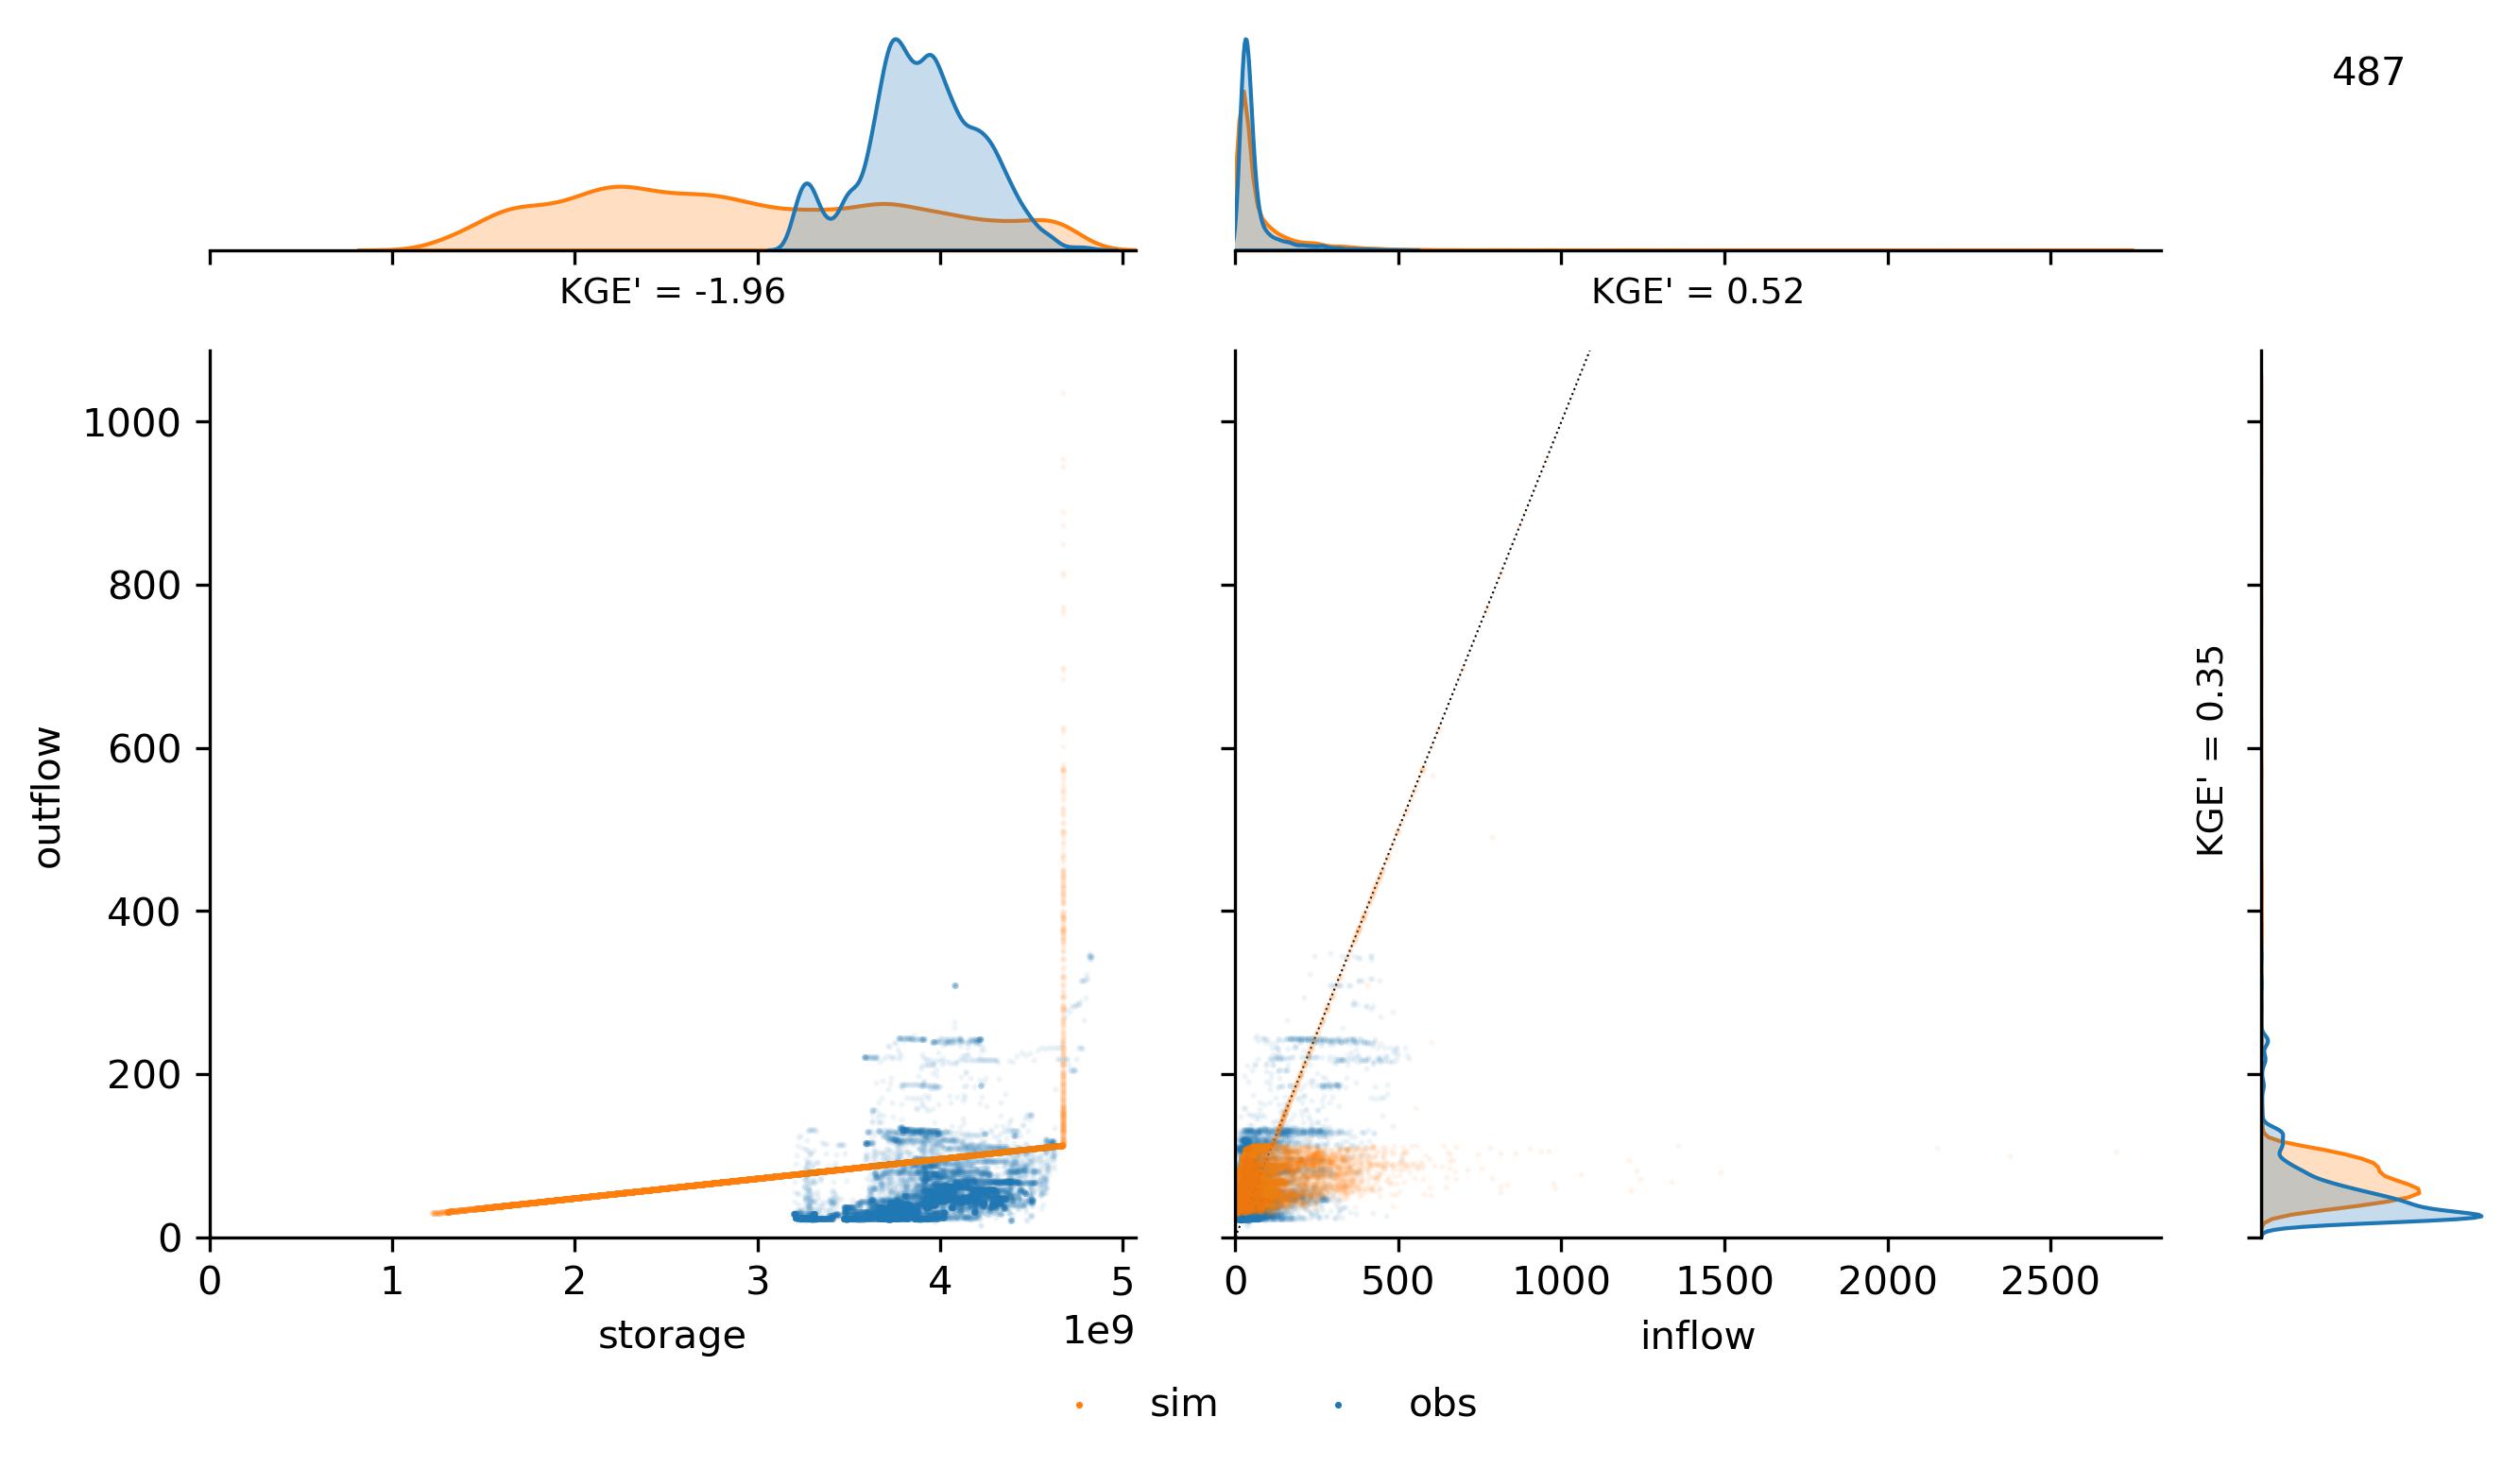 487
KGE' = -1.96
KGE' = 0.52
outflow
1000
800
600
400
200
0
KGE' = 0.35
0 1 2 3 4 5
1e9
storage
0 500 1000 1500 2000 2500
inflow
sim obs